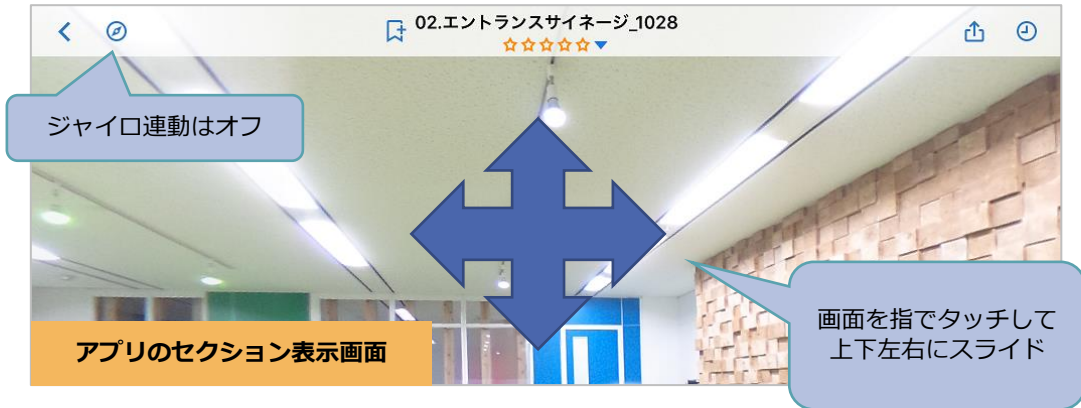 02.エントランスサイネージ_1028
ジャイロ連動はオフ
画面を指でタッチして
上下左右にスライド
アプリのセクション表示画面